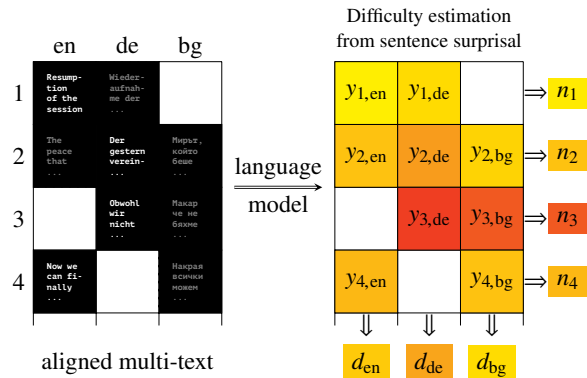 Difficulty estimation
from sentence surprisal
en de bg
1 Resump-
tion
of the
session
Wieder-
aufnah-
me der
...
2 The
peace
that
...
Der
gestern
verein-
...
Мирът,
който
беше
...
3 Obwohl
wir
nicht
...
Макар
че не
бяхме
...
4 Now we
can fi-
nally
...
Накрая
всички
можем
...
aligned multi-text
language
model
y1,en y1,de ⇒ n1
y2,en y2,de y2,bg ⇒ n2
y3,de y3,bg ⇒ n3
y4,en y4,bg ⇒ n4
⇓ ⇓ ⇓
den dde dbg